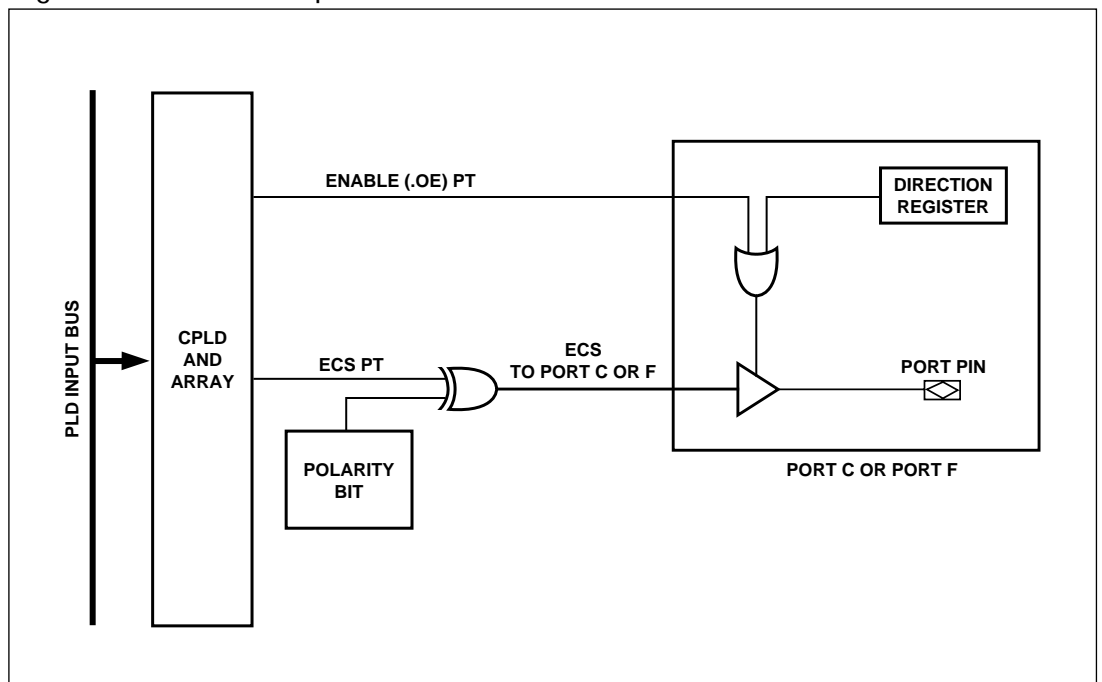 PLD INPUT BUS
CPLD
AND
ARRAY
ENABLE (.OE) PT
DIRECTION
REGISTER
ECS PT
ECS
TO PORT C OR F
PORT PIN
POLARITY
BIT
PORT C OR PORT F